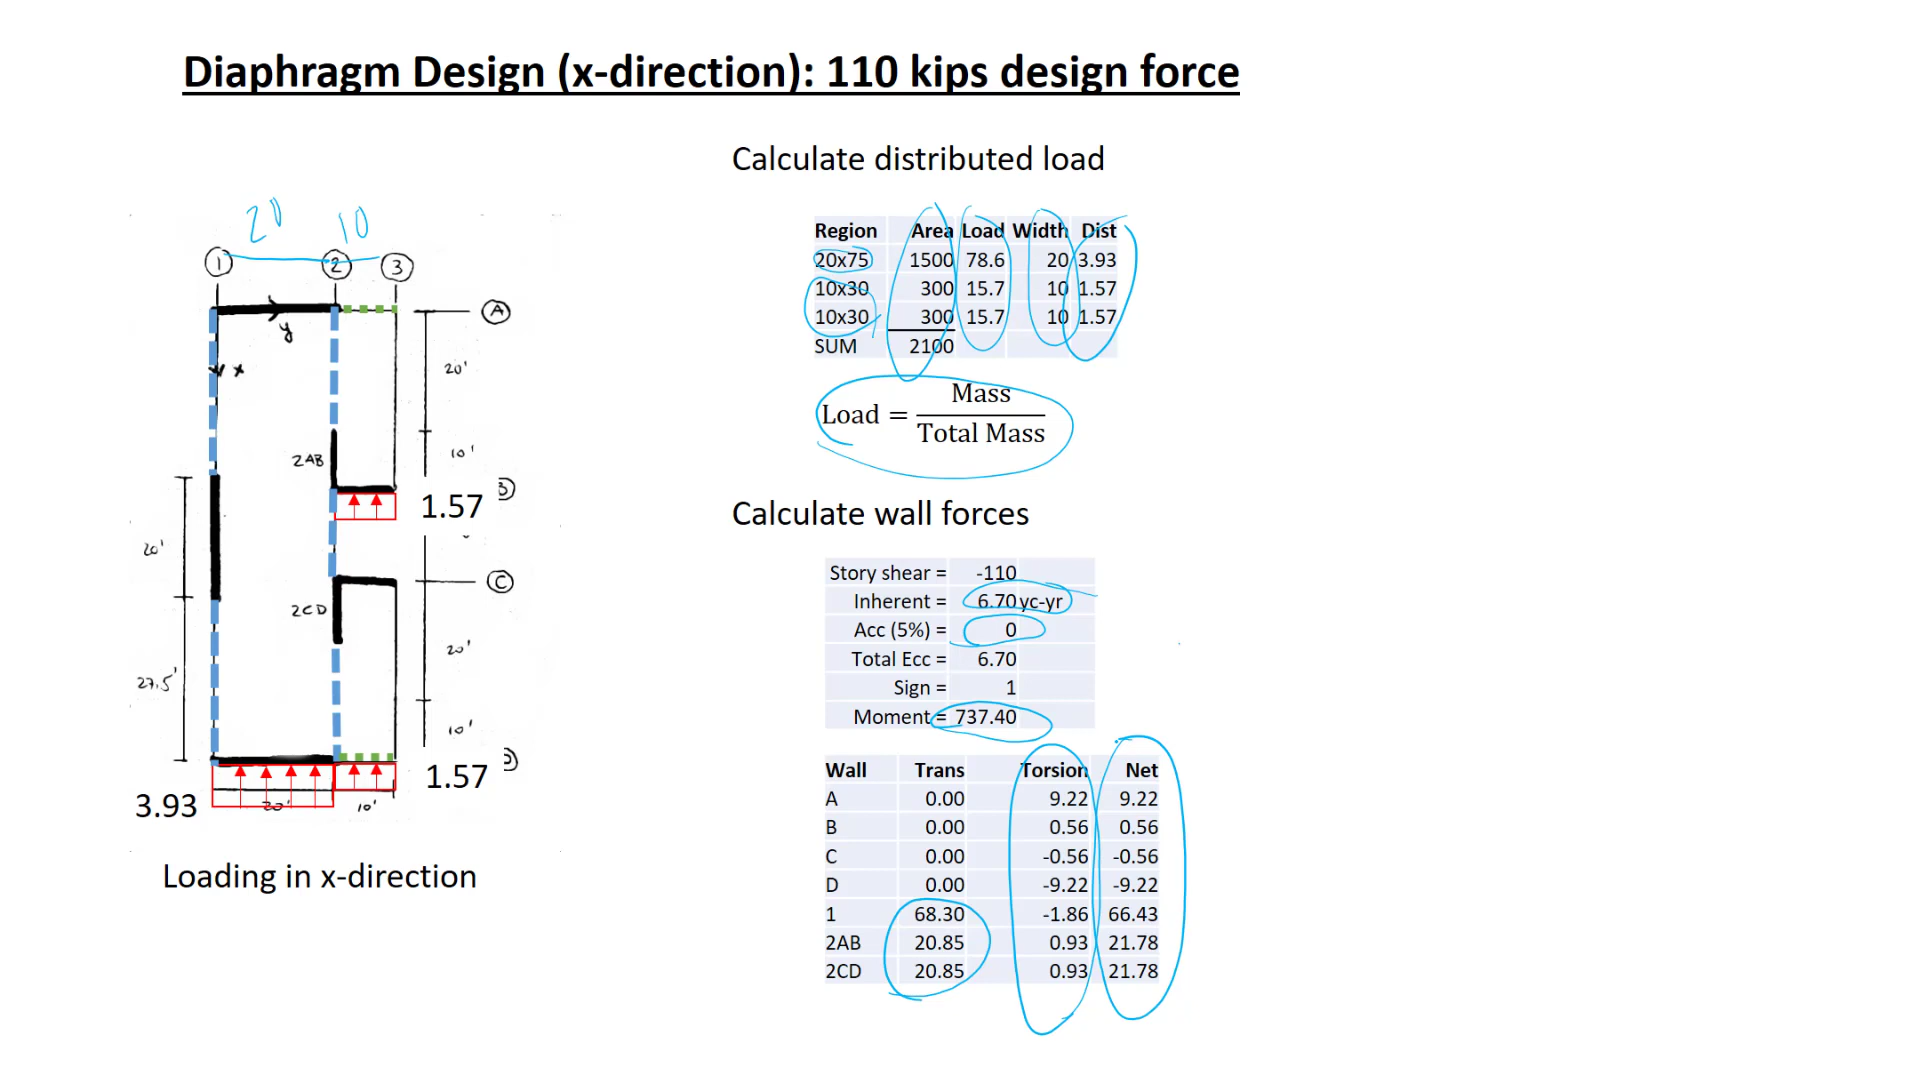 Diaphragm Design (x-direction): 110 kips design force
Calculate distributed load
20 10
1 2 3
Region Area Load Width Dist
20x75 1500 78.6 20 3.93
10x30 300 15.7 10 1.57
10x30 300 15.7 10 1.57
SUM 2100
Load = Mass
Total Mass
A
y
x
20'
10'
2AB
B
1.57
20'
C
2CD
20'
27.5'
10'
D
1.57
3.93
20'
10'
Loading in x-direction
Calculate wall forces
Story shear = -110
Inherent = 6.70 yc-yr
Acc (5%) = 0
Total Ecc = 6.70
Sign = 1
Moment = 737.40
Wall Trans Torsion Net
A 0.00 9.22 9.22
B 0.00 0.56 0.56
C 0.00 -0.56 -0.56
D 0.00 -9.22 -9.22
1 68.30 -1.86 66.43
2AB 20.85 0.93 21.78
2CD 20.85 0.93 21.78